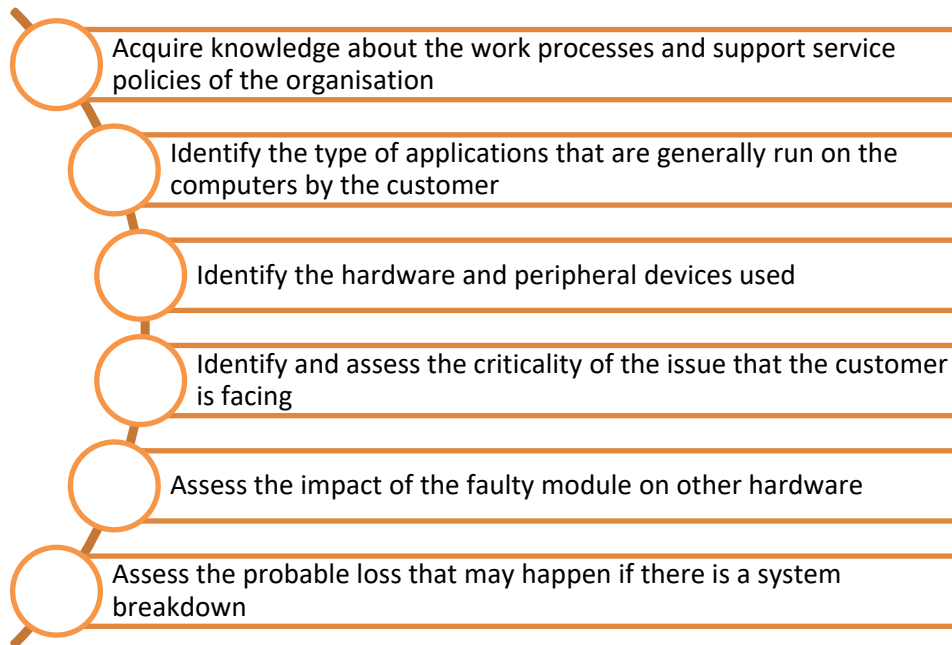 Acquire knowledge about the work processes and support service
policies of the organisation
Identify the type of applications that are generally run on the
computers by the customer
Identify the hardware and peripheral devices used
Identify and assess the criticality of the issue that the customer
is facing
Assess the impact of the faulty module on other hardware
Assess the probable loss that may happen if there is a system
breakdown